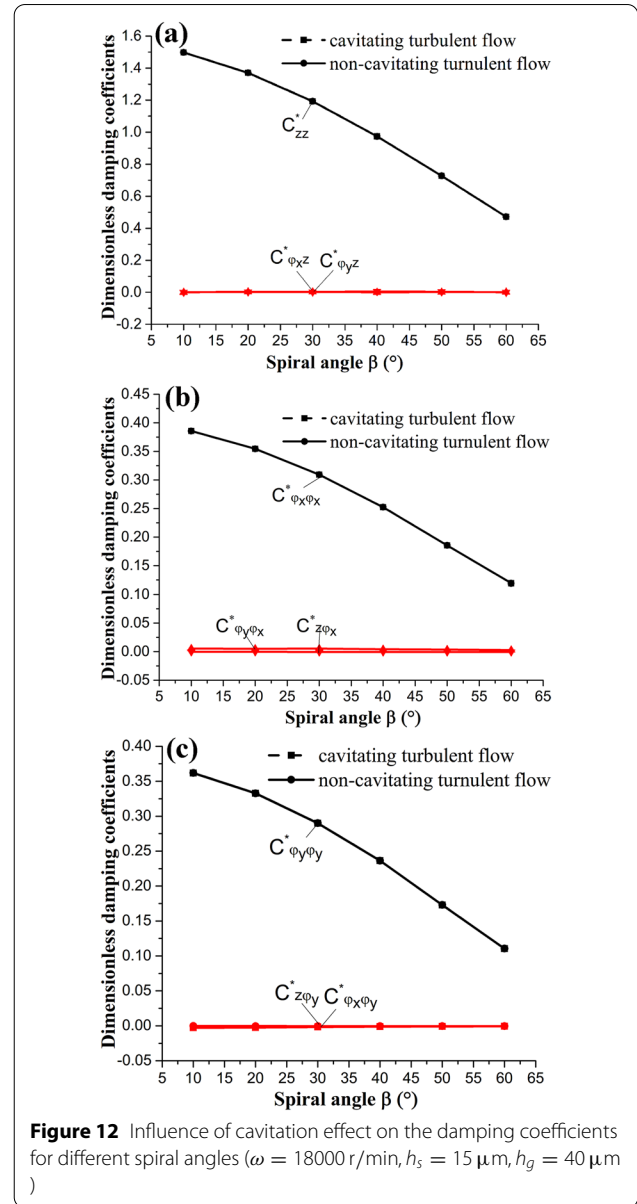 (a)
cavitating turbulent flow
non-cavitating turnulent flow
Dimensionless damping coefficients
1.6
1.4
1.2
1.0
0.8
0.6
0.4
0.2
0.0
-0.2
C*zz
C*φxz C*φyz
5 10 15 20 25 30 35 40 45 50 55 60 65
Spiral angle β (°)
(b)
cavitating turbulent flow
non-cavitating turnulent flow
Dimensionless damping coefficients
0.45
0.40
0.35
0.30
0.25
0.20
0.15
0.10
0.05
0.00
-0.05
C*φxφx
C*φyφx C*zφx
5 10 15 20 25 30 35 40 45 50 55 60 65
Spiral angle β (°)
(c)
cavitating turbulent flow
non-cavitating turnulent flow
Dimensionless damping coefficients
0.40
0.35
0.30
0.25
0.20
0.15
0.10
0.05
0.00
-0.05
C*φyφy
C*zφy C*φxφy
5 10 15 20 25 30 35 40 45 50 55 60 65
Spiral angle β (°)
Figure 12 Influence of cavitation effect on the damping coefficients
for different spiral angles (ω = 18000 r/min, hs = 15 μm, hg = 40 μm
)